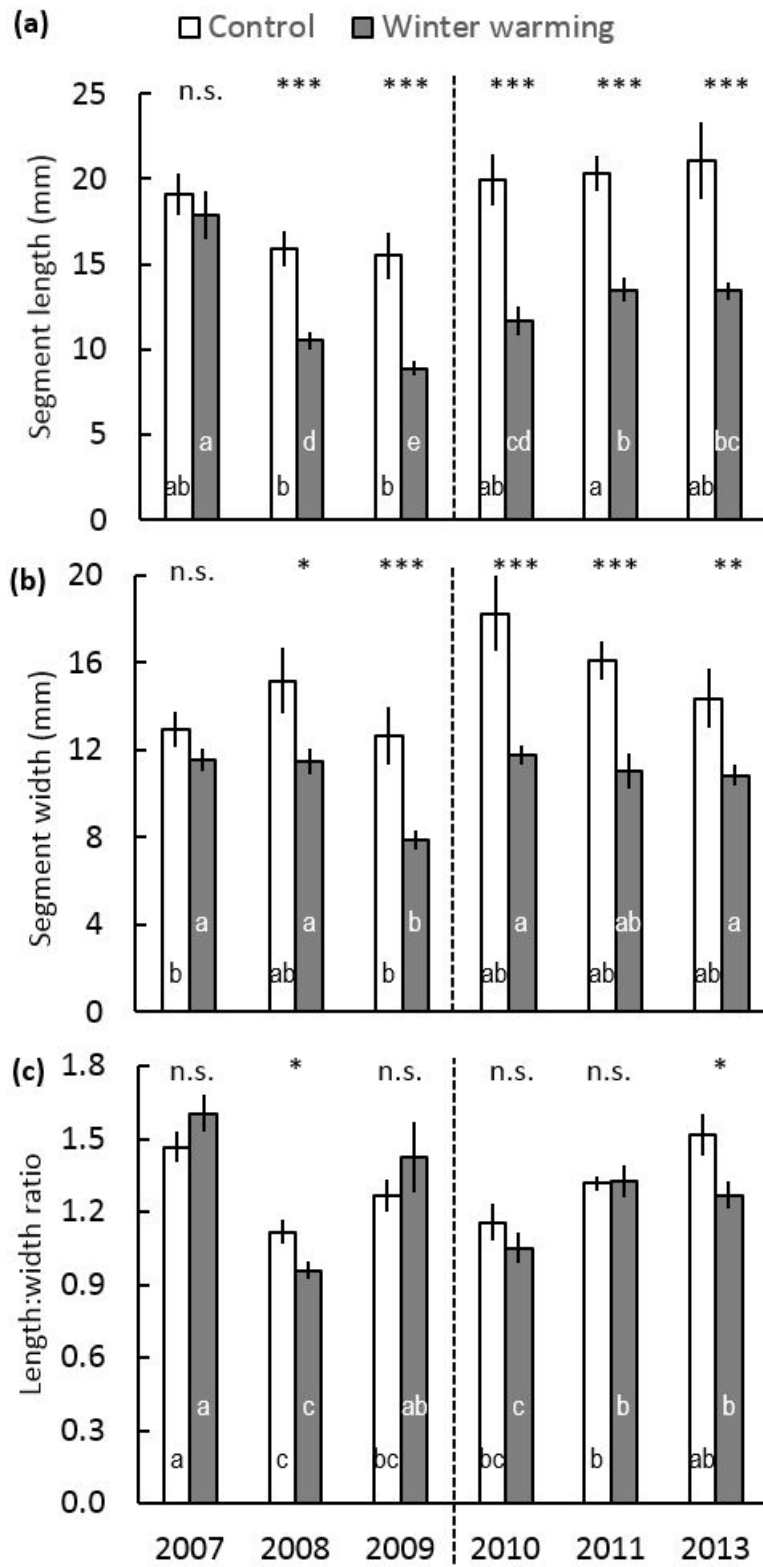 (a) Control Winter warming
n.s. *** *** *** *** ***
25
20
15
10
5
0
Segment length (mm)
a d e cd b bc
ab b b ab a ab
(b)
n.s. * *** *** *** **
20
16
12
8
4
0
Segment width (mm)
a a b a ab a
b ab b ab ab ab
(c)
n.s. * n.s. n.s. n.s. *
1.8
1.5
1.2
0.9
0.6
0.3
0.0
Length:width ratio
a c ab c b b
a c bc bc b ab
2007 2008 2009 2010 2011 2013